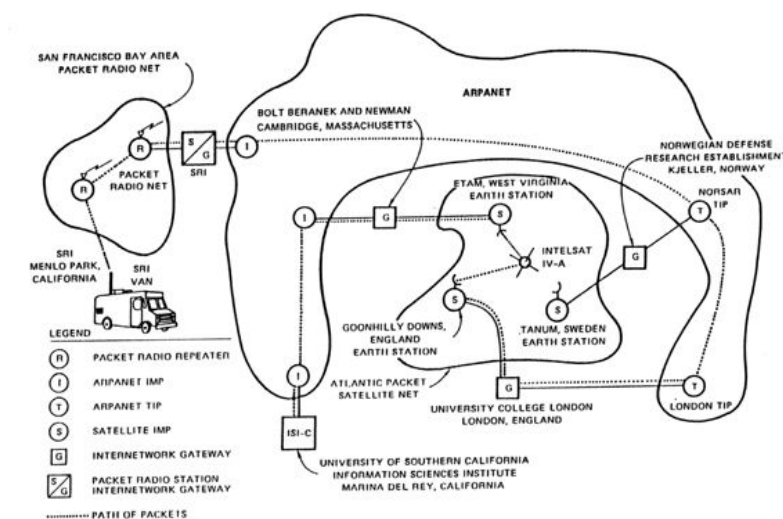 SAN FRANCISCO BAY AREA
PACKET RADIO NET
ARPANET
BOLT BERANEK AND NEWMAN
CAMBRIDGE, MASSACHUSETTS
NORWEGIAN DEFENSE
RESEARCH ESTABLISHMENT
KJELLER, NORWAY
R
S
G
I
PACKET
RADIO NET
SRI
R
ETAM, WEST VIRGINIA
EARTH STATION
NORSAR
TIP
T
I
G
S
SRI
MENLO PARK,
CALIFORNIA
SRI
VAN
INTELSAT
IV-A
G
S
S
GOONHILLY DOWNS,
ENGLAND
EARTH STATION
TANUM, SWEDEN
EARTH STATION
ATLANTIC PACKET
SATELLITE NET
I
G
T
UNIVERSITY COLLEGE LONDON
LONDON, ENGLAND
LONDON TIP
ISI-C
UNIVERSITY OF SOUTHERN CALIFORNIA
INFORMATION SCIENCES INSTITUTE
MARINA DEL REY, CALIFORNIA
LEGEND
R PACKET RADIO REPEATER
I ARPANET IMP
T ARPANET TIP
S SATELLITE IMP
G INTERNETWORK GATEWAY
S/G PACKET RADIO STATION
INTERNETWORK GATEWAY
PATH OF PACKETS